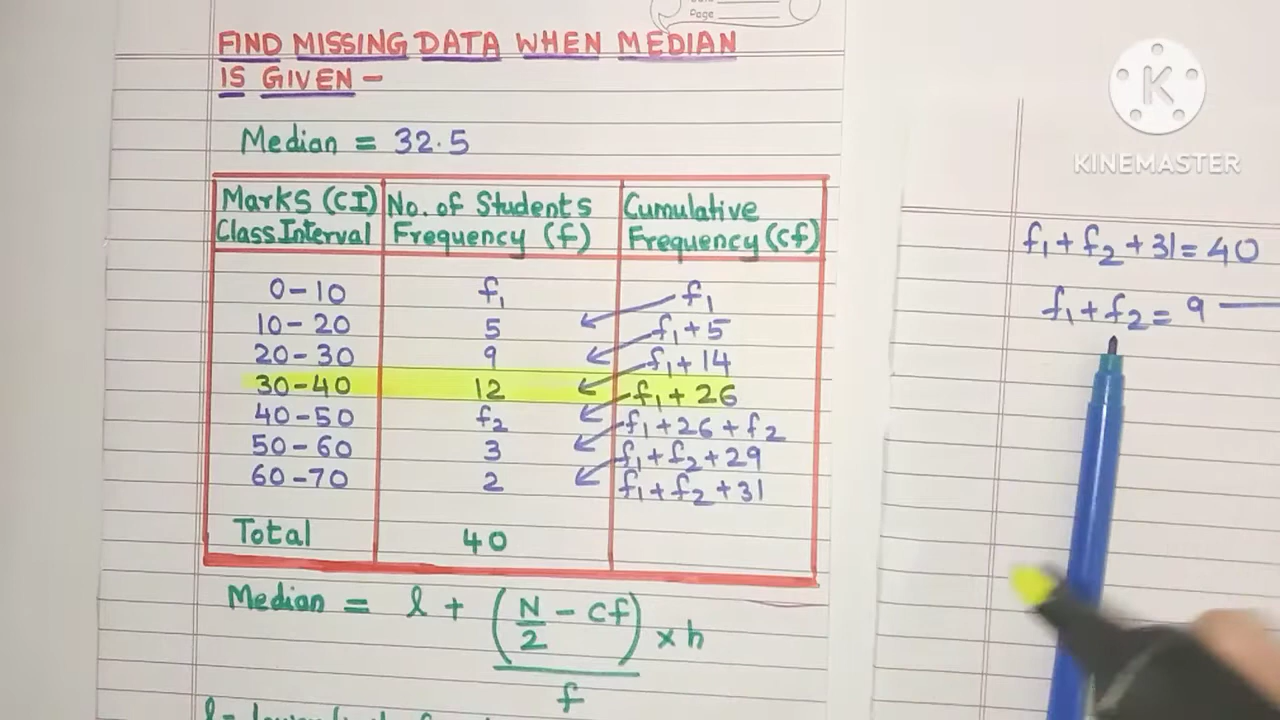 Page
FIND MISSING DATA WHEN MEDIAN
IS GIVEN -
Median = 32.5
Marks (CI) No. of Students Cumulative
Class Interval Frequency (f) Frequency (cf)
0-10 f₁ f₁
10-20 5 f₁+5
20-30 9 f₁+14
30-40 12 f₁+26
40-50 f₂ f₁+26+f₂
50-60 3 f₁+f₂+29
60-70 2 f₁+f₂+31
Total 40
Median = l + (N/2 - cf)/f × h
KINEMASTER
f₁+f₂+31=40
f₁+f₂=9